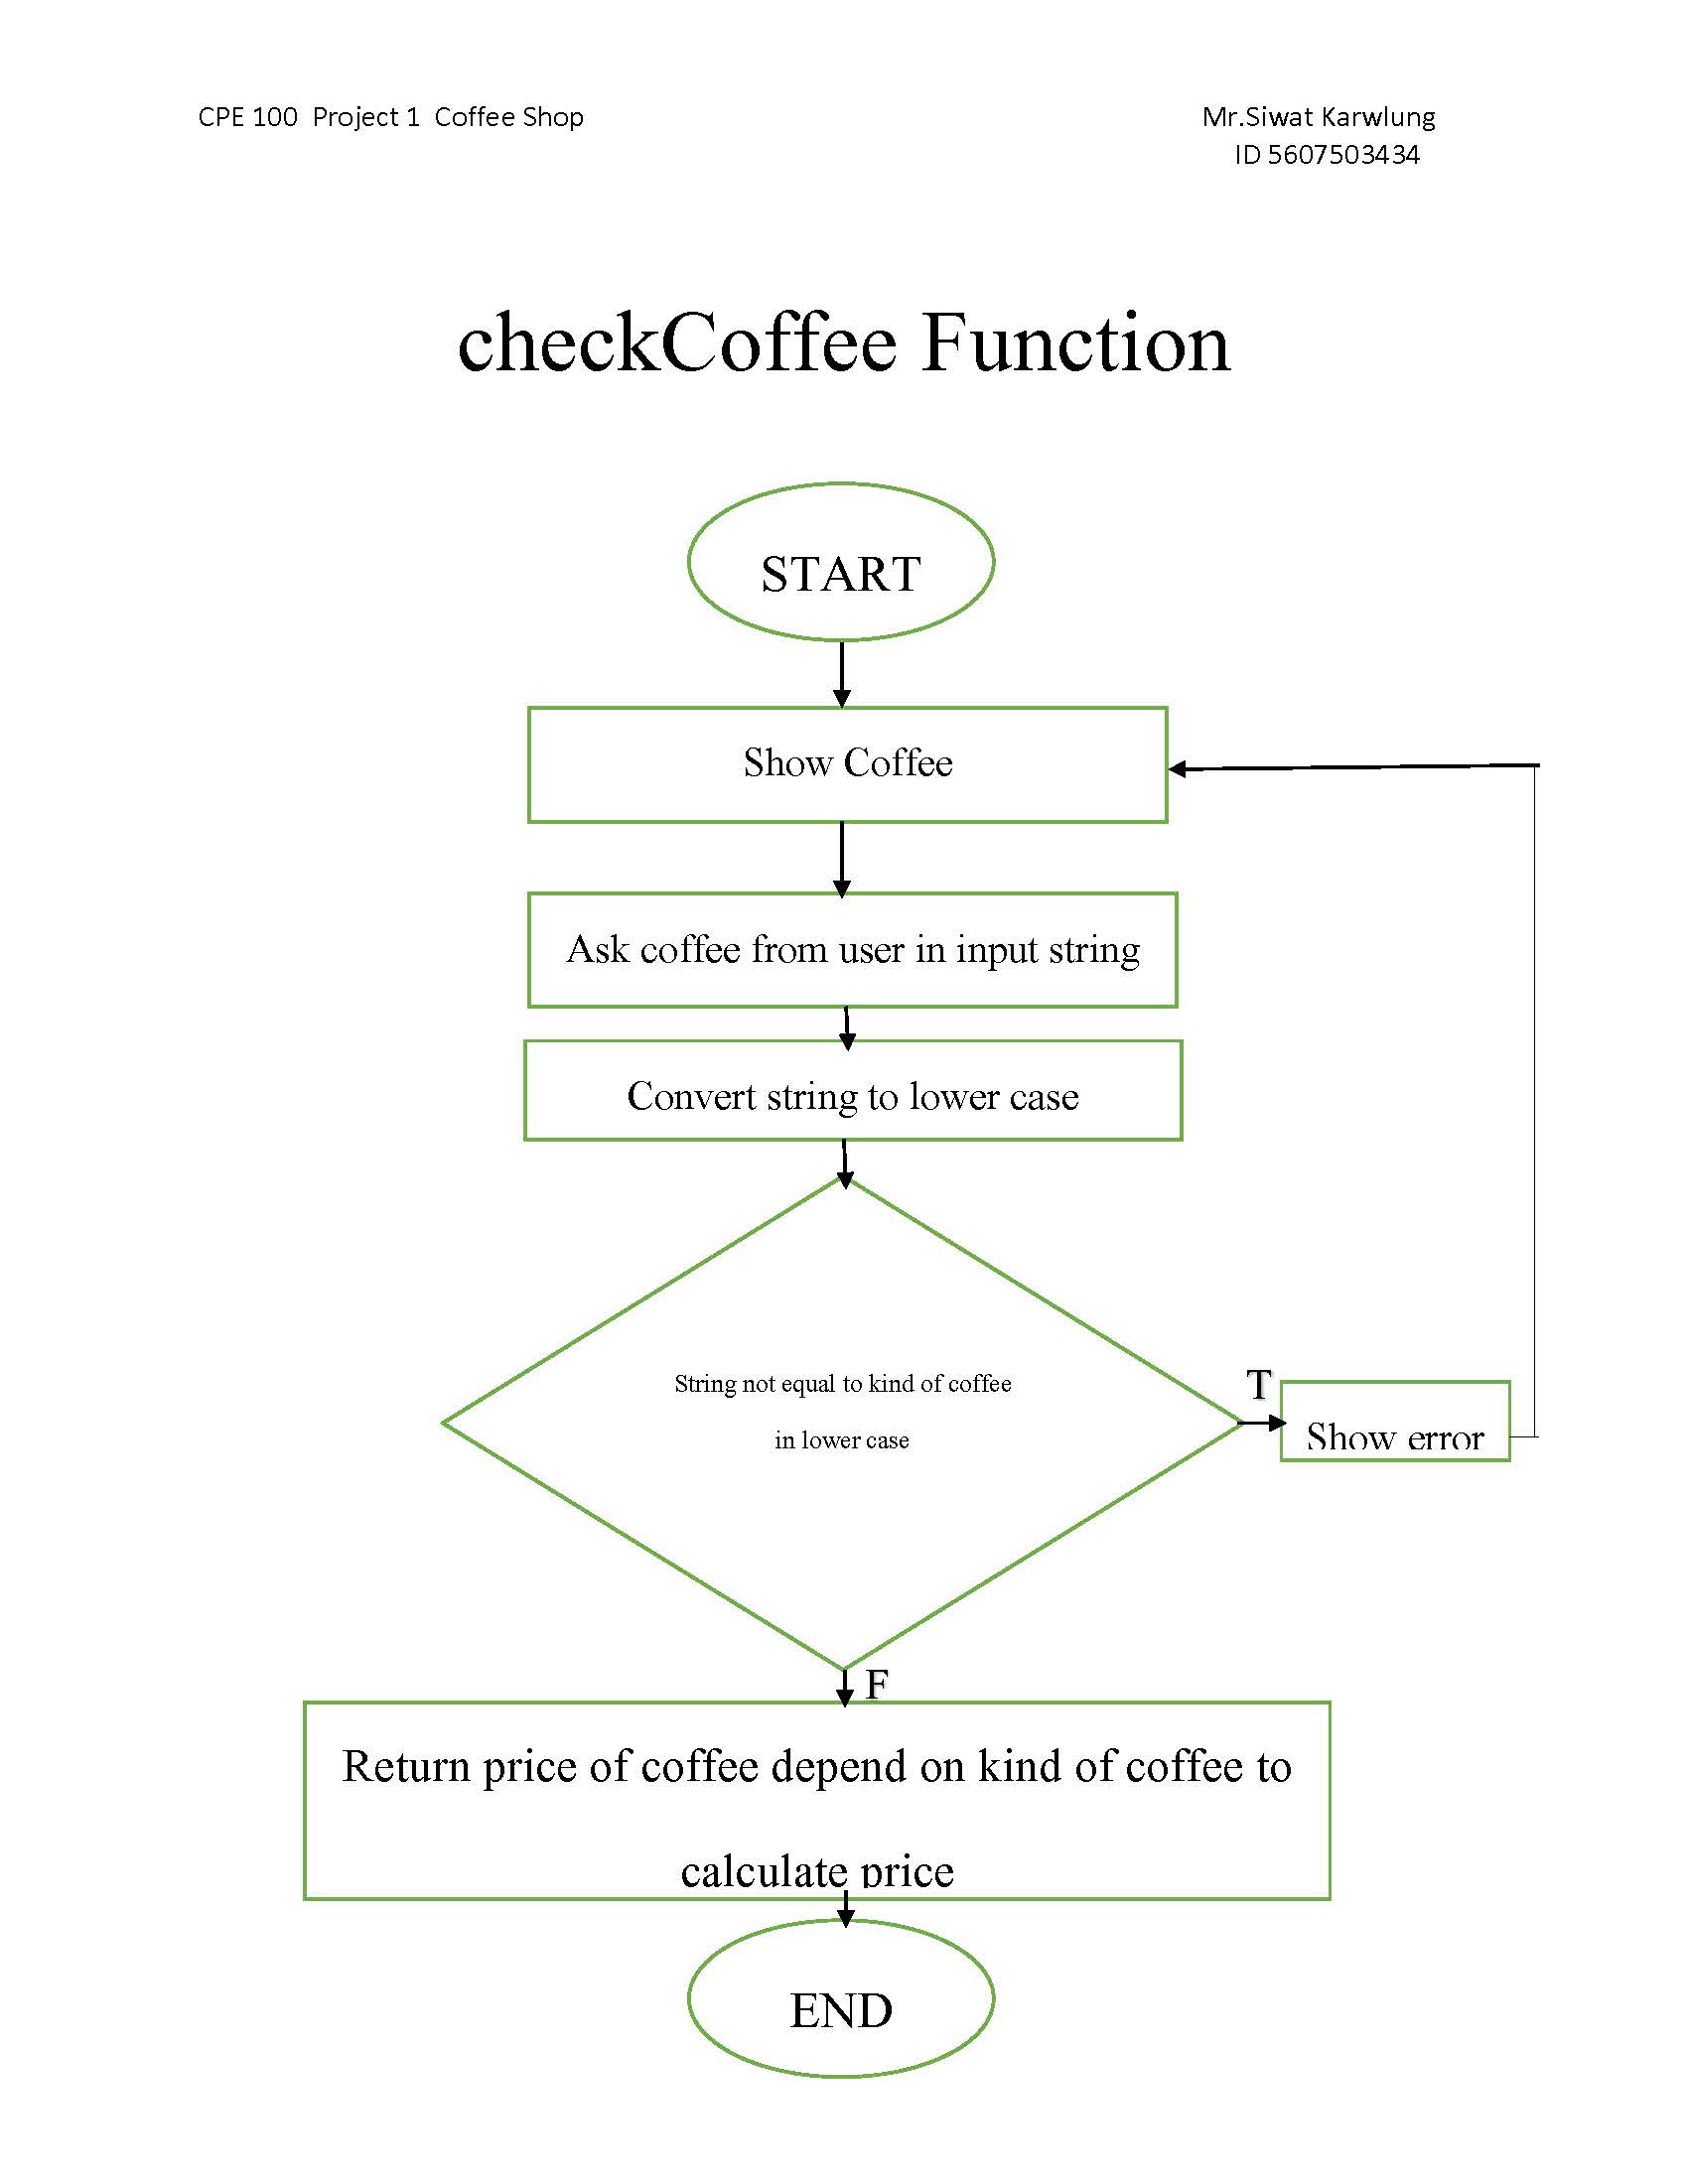 CPE 100 Project 1 Coffee Shop
Mr.Siwat Karwlung
ID 5607503434
checkCoffee Function
START
Show Coffee
Ask coffee from user in input string
Convert string to lower case
String not equal to kind of coffee
in lower case
T
Show error
F
Return price of coffee depend on kind of coffee to
calculate price
END